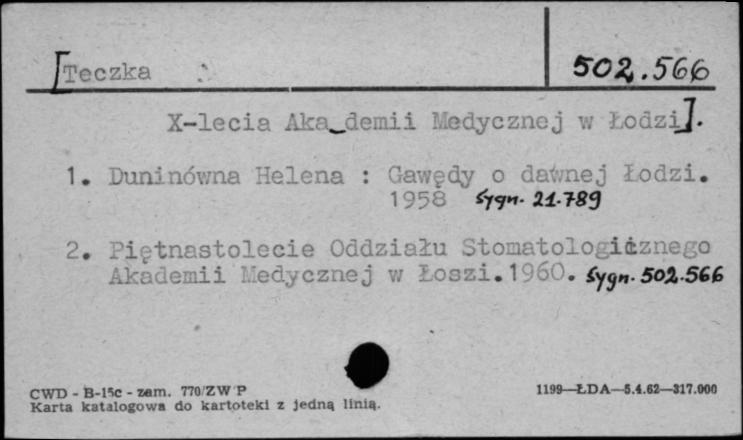 [Teczka 502.566
X-lecia Aka_demii Medycznej w Łodzi].
1. Duninówna Helena : Gawędy o dawnej Łodzi.
1958 sygn. 21.789
2. Piętnastolecie Oddziału Stomatologicznego
Akademii Medycznej w Łoszi.1960. sygn. 502.566
CWD - B-15c - zam. 770/ZW P
Karta katalogowa do kartoteki z jedną linią.
1199—ŁDA—5.4.62—317.000